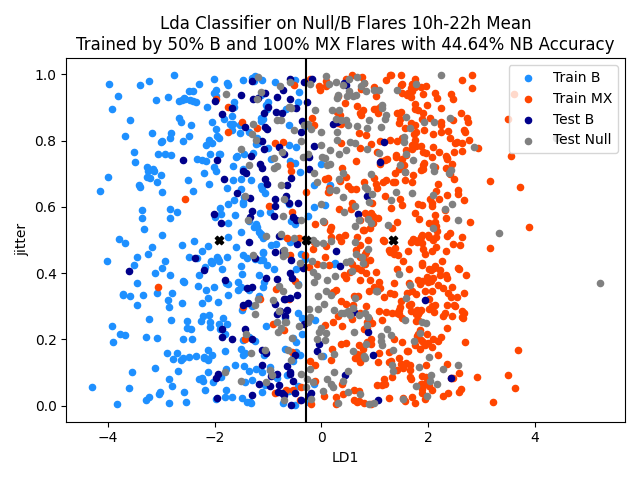 Lda Classifier on Null/B Flares 10h-22h Mean
Trained by 50% B and 100% MX Flares with 44.64% NB Accuracy
Train B
Train MX
Test B
Test Null
jitter
1.0
0.8
0.6
0.4
0.2
0.0
−4
−2
0
2
4
LD1